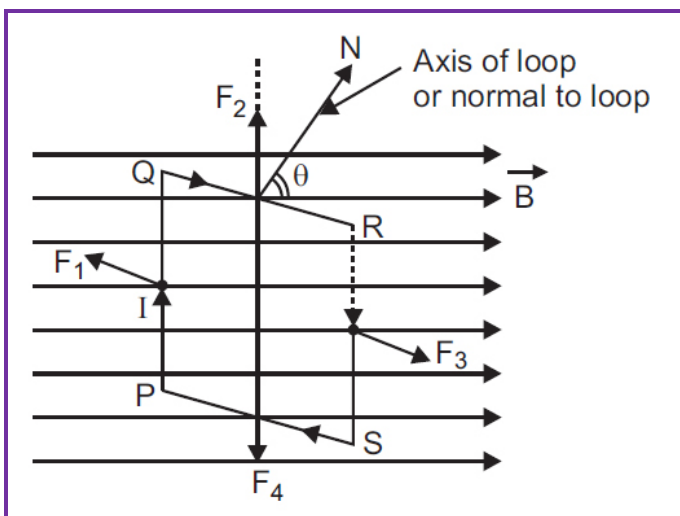 N
Axis of loop
or normal to loop
F₂
Q
θ
B
R
F₁
I
F₃
P
S
F₄